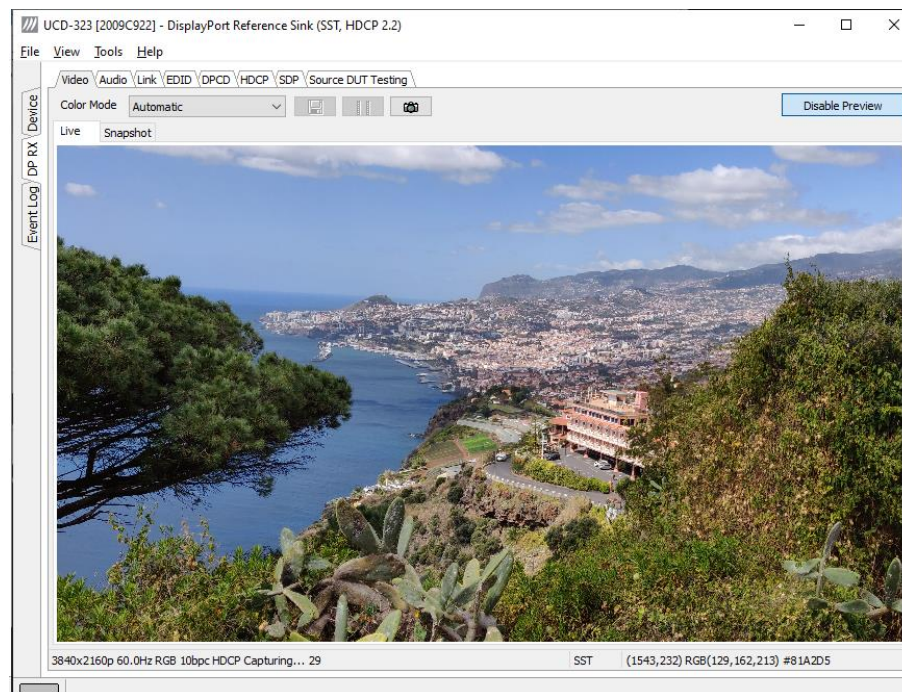 UCD-323 [2009C922] - DisplayPort Reference Sink (SST, HDCP 2.2)
File View Tools Help
Video Audio Link EDID DPCD HDCP SDP Source DUT Testing
Color Mode Automatic Disable Preview
Live Snapshot
Device
DP RX
Event Log
3840x2160p 60.0Hz RGB 10bpc HDCP Capturing... 29 SST (1543,232) RGB(129,162,213) #81A2D5